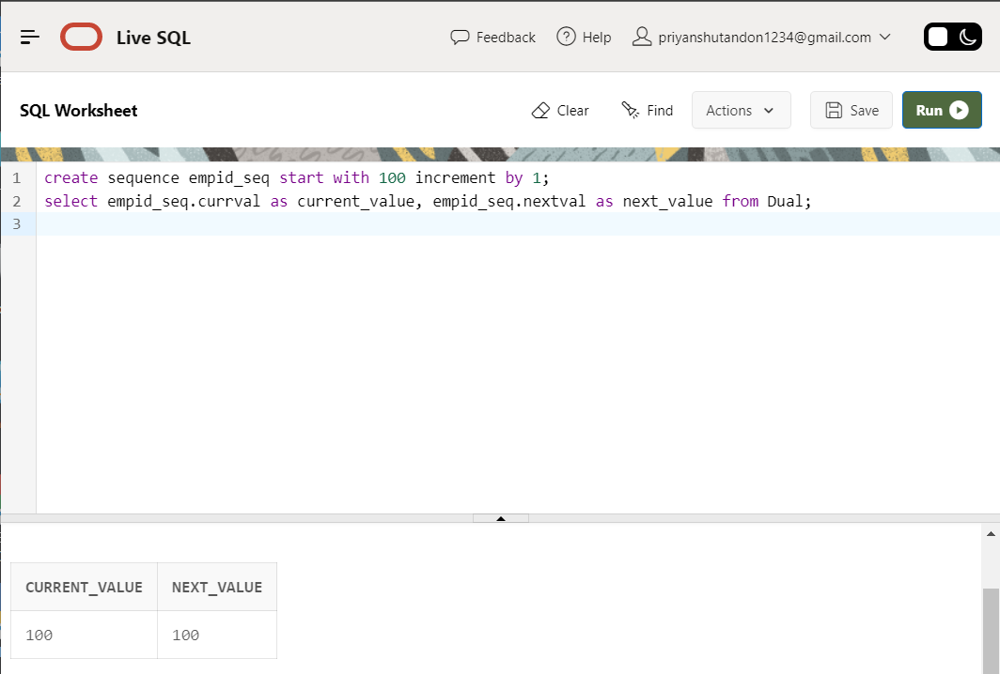 Live SQL Feedback Help priyanshutandon1234@gmail.com
SQL Worksheet Clear Find Actions Save Run
1 create sequence empid_seq start with 100 increment by 1;
2 select empid_seq.currval as current_value, empid_seq.nextval as next_value from Dual;
3
CURRENT_VALUE NEXT_VALUE
100 100